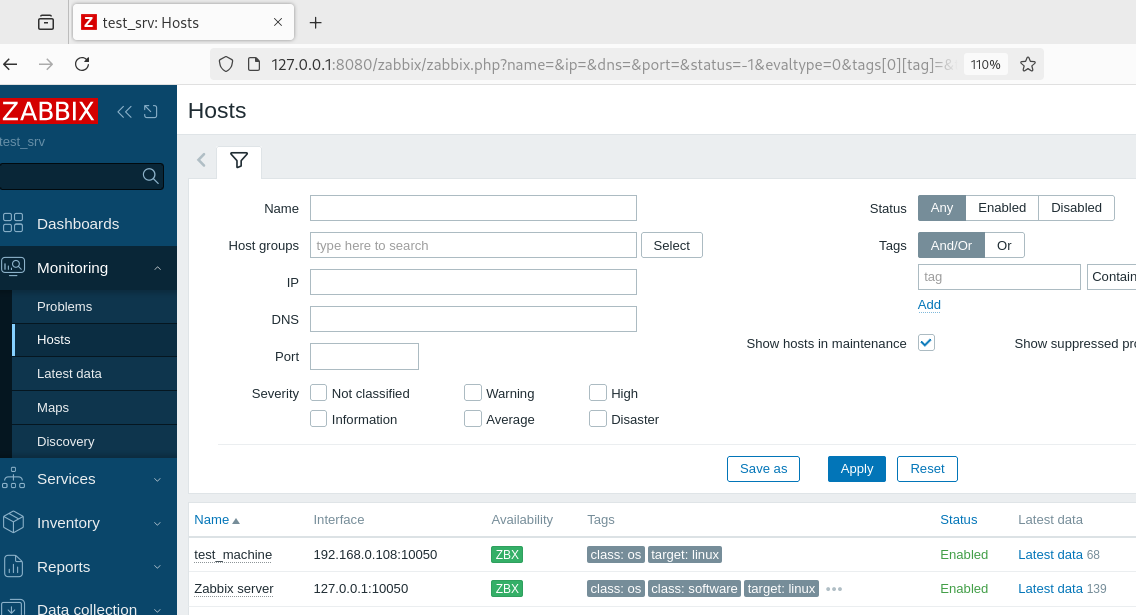 Z test_srv: Hosts
127.0.0.1:8080/zabbix/zabbix.php?name=&ip=&dns=&port=&status=-1&evaltype=0&tags[0][tag]=& 110%
ZABBIX
test_srv
Dashboards
Monitoring
Problems
Hosts
Latest data
Maps
Discovery
Services
Inventory
Reports
Data collection
Hosts
Name
Host groups type here to search Select
IP
DNS
Port
Severity Not classified Warning High
Information Average Disaster
Status Any Enabled Disabled
Tags And/Or Or
tag Contain
Add
Show hosts in maintenance Show suppressed pro
Save as Apply Reset
Name Interface Availability Tags Status Latest data
test_machine 192.168.0.108:10050 ZBX class: os target: linux Enabled Latest data 68
Zabbix server 127.0.0.1:10050 ZBX class: os class: software target: linux ••• Enabled Latest data 139